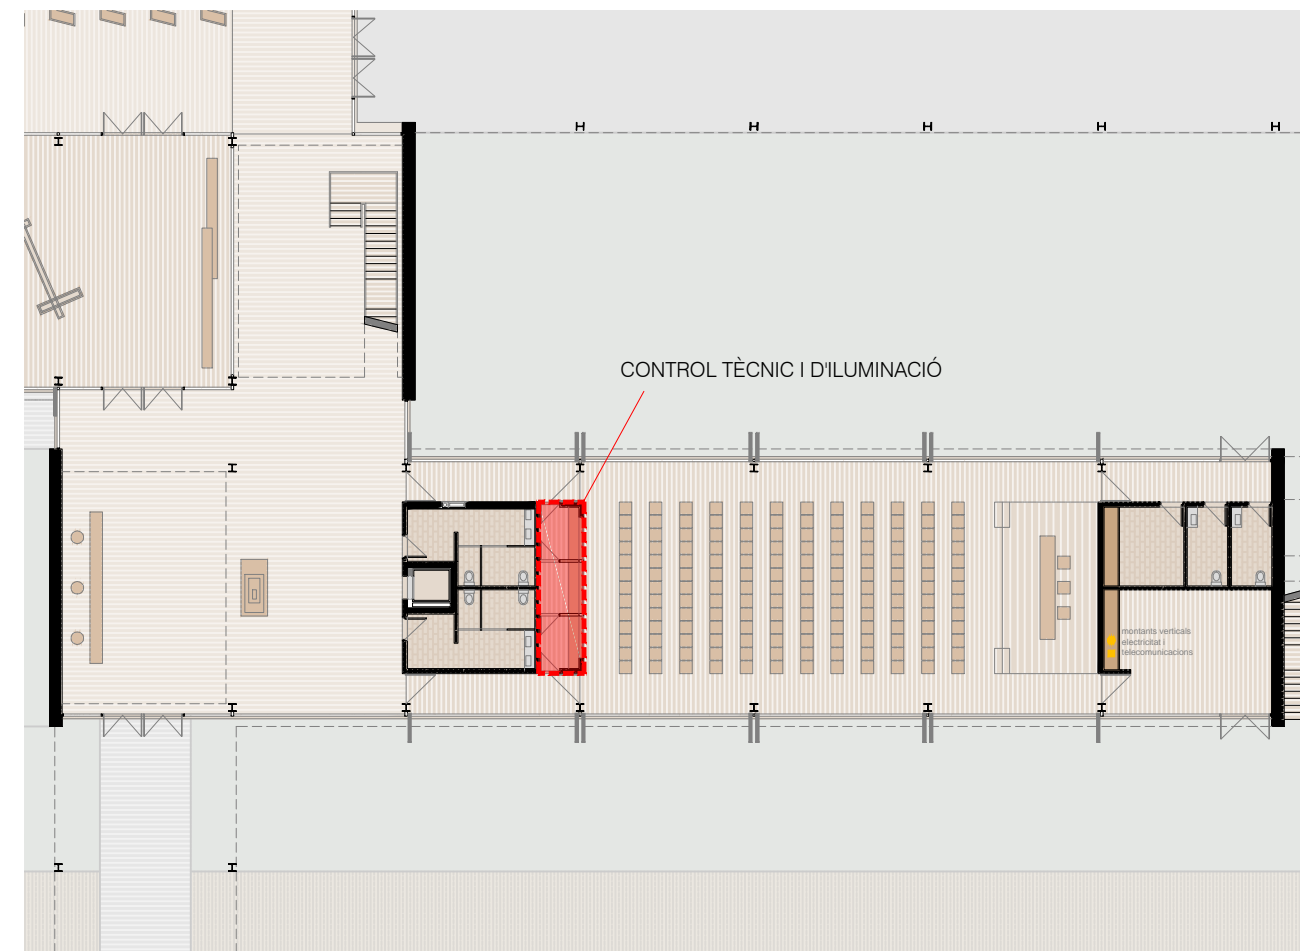 CONTROL TÈCNIC I D'ILUMINACIÓ
montants verticals
electricitat i
telecomunicacions